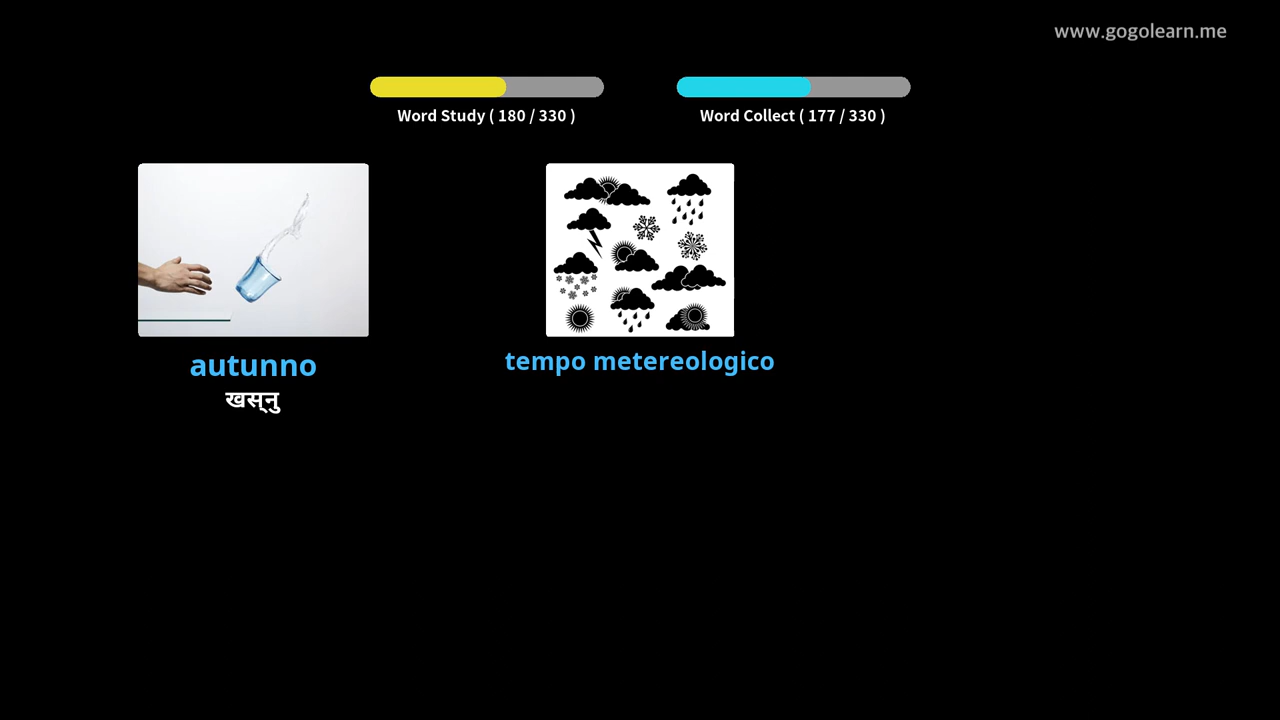 www.gogolearn.me
Word Study ( 180 / 330 )
Word Collect ( 177 / 330 )
autunno
खस्नु
tempo metereologico